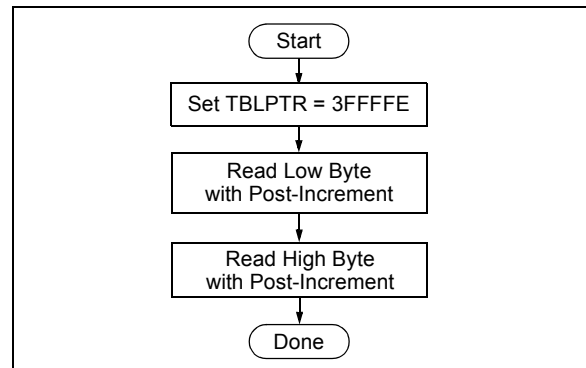 Start
Set TBLPTR = 3FFFFE
Read Low Byte
with Post-Increment
Read High Byte
with Post-Increment
Done